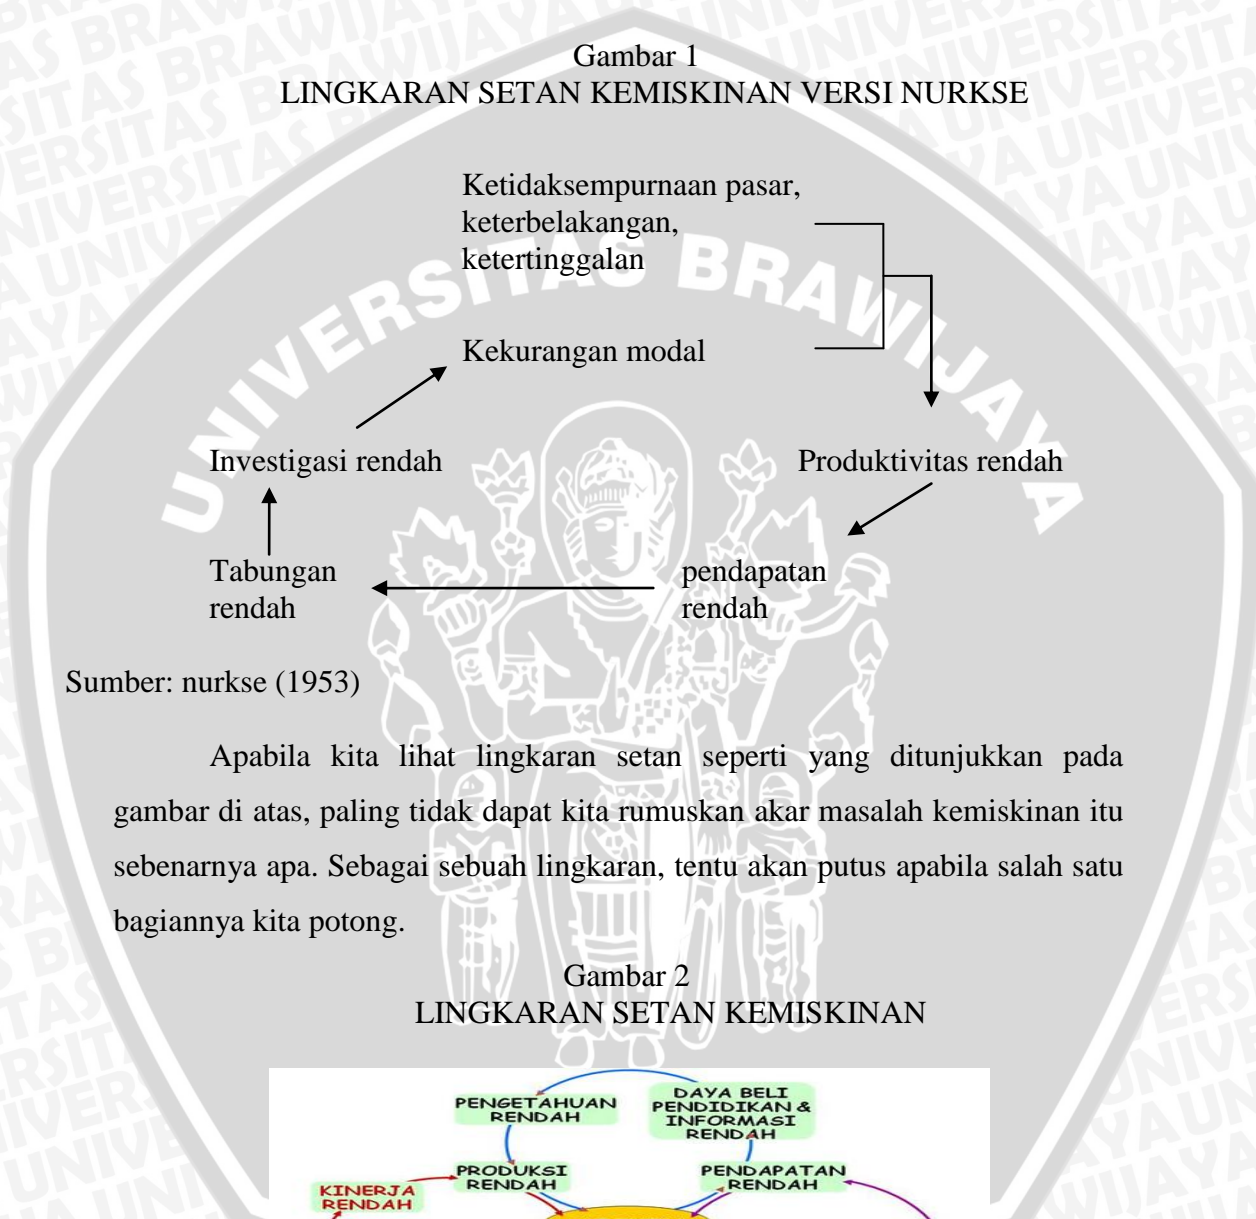 Gambar 1
LINGKARAN SETAN KEMISKINAN VERSI NURKSE
Ketidaksempurnaan pasar,
keterbelakangan,
ketertinggalan
Kekurangan modal
Investigasi rendah
Produktivitas rendah
Tabungan
rendah
pendapatan
rendah
Sumber: nurkse (1953)
Apabila kita lihat lingkaran setan seperti yang ditunjukkan pada
gambar di atas, paling tidak dapat kita rumuskan akar masalah kemiskinan itu
sebenarnya apa. Sebagai sebuah lingkaran, tentu akan putus apabila salah satu
bagiannya kita potong.
Gambar 2
LINGKARAN SETAN KEMISKINAN
PENGETAHUAN
RENDAH
DAYA BELI
PENDIDIKAN &
INFORMASI
RENDAH
PRODUKSI
RENDAH
PENDAPATAN
RENDAH
KINERJA
RENDAH
UNIVERSITAS BRAWIJAYA